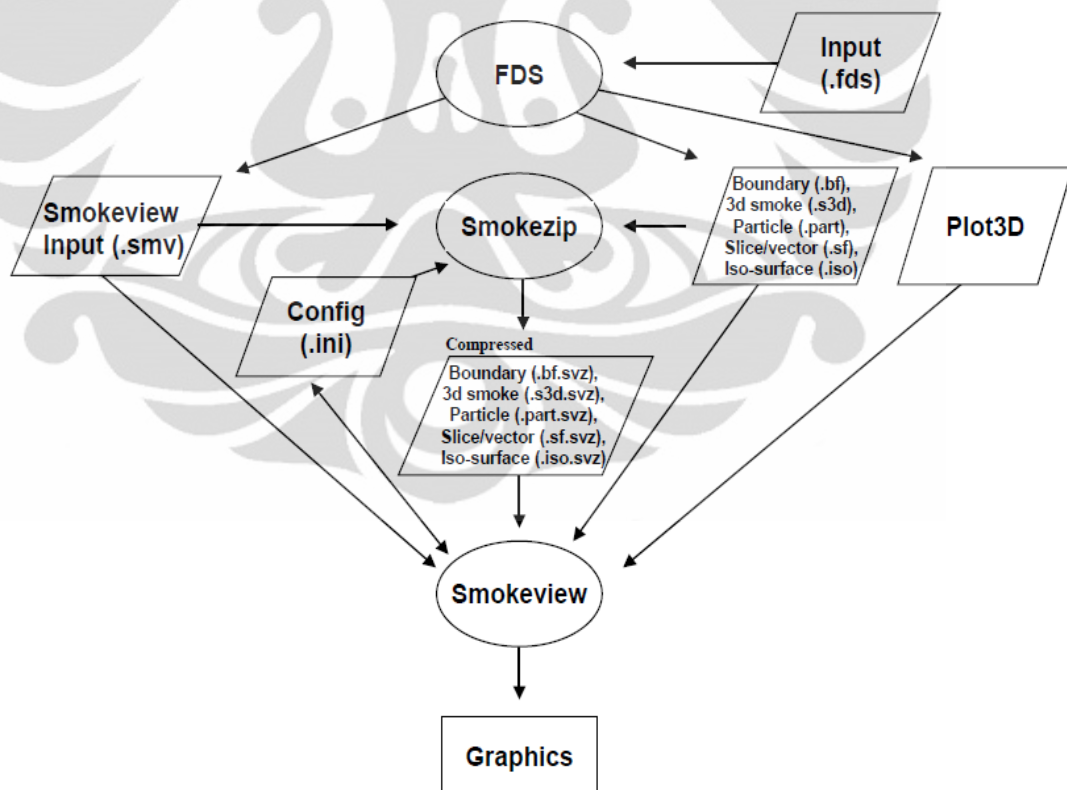 FDS
Input
(.fds)
Smokeview
Input (.smv)
Smokezip
Boundary (.bf),
3d smoke (.s3d),
Particle (.part),
Slice/vector (.sf),
Iso-surface (.iso)
Plot3D
Config
(.ini)
Compressed
Boundary (.bf.svz),
3d smoke (.s3d.svz),
Particle (.part.svz),
Slice/vector (.sf.svz),
Iso-surface (.iso.svz)
Smokeview
Graphics